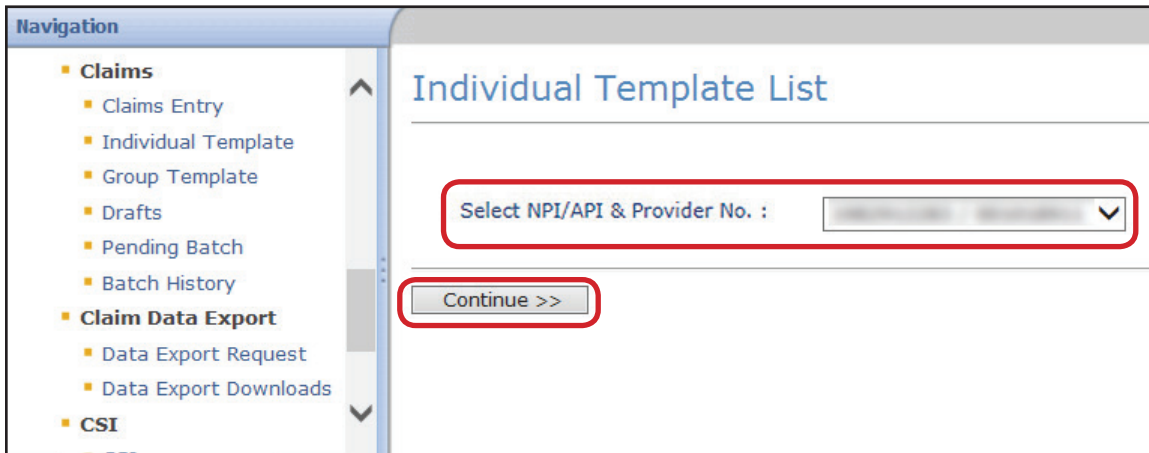 Navigation
Claims
Claims Entry
Individual Template
Group Template
Drafts
Pending Batch
Batch History
Claim Data Export
Data Export Request
Data Export Downloads
CSI
Individual Template List
Select NPI/API & Provider No. :
Continue >>